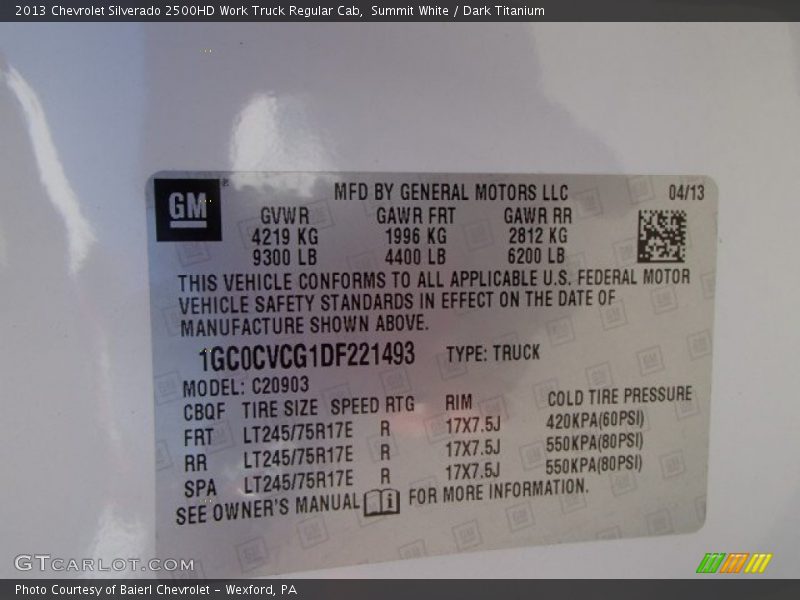 2013 Chevrolet Silverado 2500HD Work Truck Regular Cab, Summit White / Dark Titanium
GM ®
MFD BY GENERAL MOTORS LLC 04/13
GVWR GAWR FRT GAWR RR
4219 KG 1996 KG 2812 KG
9300 LB 4400 LB 6200 LB
THIS VEHICLE CONFORMS TO ALL APPLICABLE U.S. FEDERAL MOTOR
VEHICLE SAFETY STANDARDS IN EFFECT ON THE DATE OF
MANUFACTURE SHOWN ABOVE.
1GC0CVCG1DF221493 TYPE: TRUCK
MODEL: C20903
CBQF TIRE SIZE SPEED RTG RIM COLD TIRE PRESSURE
FRT LT245/75R17E R 17X7.5J 420KPA(60PSI)
RR LT245/75R17E R 17X7.5J 550KPA(80PSI)
SPA LT245/75R17E R 17X7.5J 550KPA(80PSI)
SEE OWNER'S MANUAL i FOR MORE INFORMATION.
GTCARLOT.COM
Photo Courtesy of Baierl Chevrolet - Wexford, PA